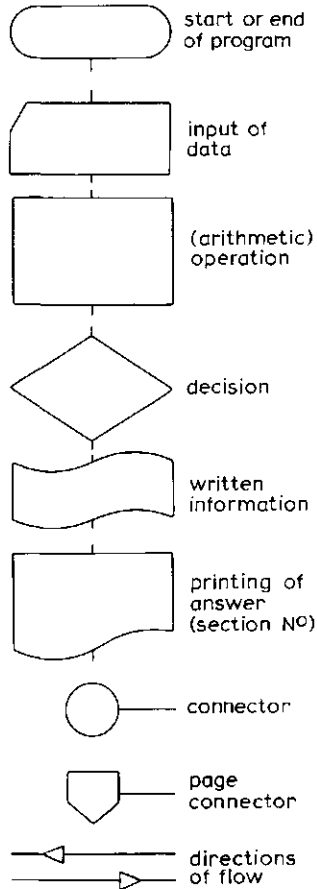 start or end
of program
input of
data
(arithmetic)
operation
decision
written
information
printing of
answer
(section Nº)
connector
page
connector
directions
of flow